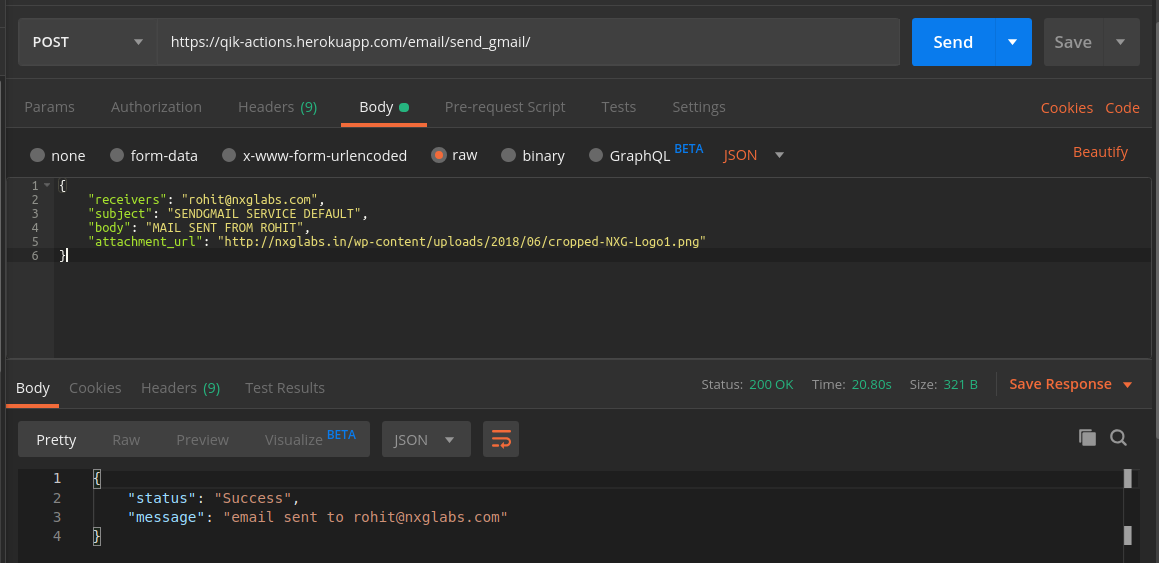 POST https://qik-actions.herokuapp.com/email/send_gmail/ Send Save
Params Authorization Headers (9) Body Pre-request Script Tests Settings Cookies Code
none form-data x-www-form-urlencoded raw binary GraphQL BETA JSON Beautify
1 {
2 "receivers": "rohit@nxglabs.com",
3 "subject": "SENDGMAIL SERVICE DEFAULT",
4 "body": "MAIL SENT FROM ROHIT",
5 "attachment_url": "http://nxglabs.in/wp-content/uploads/2018/06/cropped-NXG-Logo1.png"
6 }
Body Cookies Headers (9) Test Results Status: 200 OK Time: 20.80s Size: 321 B Save Response
Pretty Raw Preview Visualize BETA JSON
1 {
2 "status": "Success",
3 "message": "email sent to rohit@nxglabs.com"
4 }